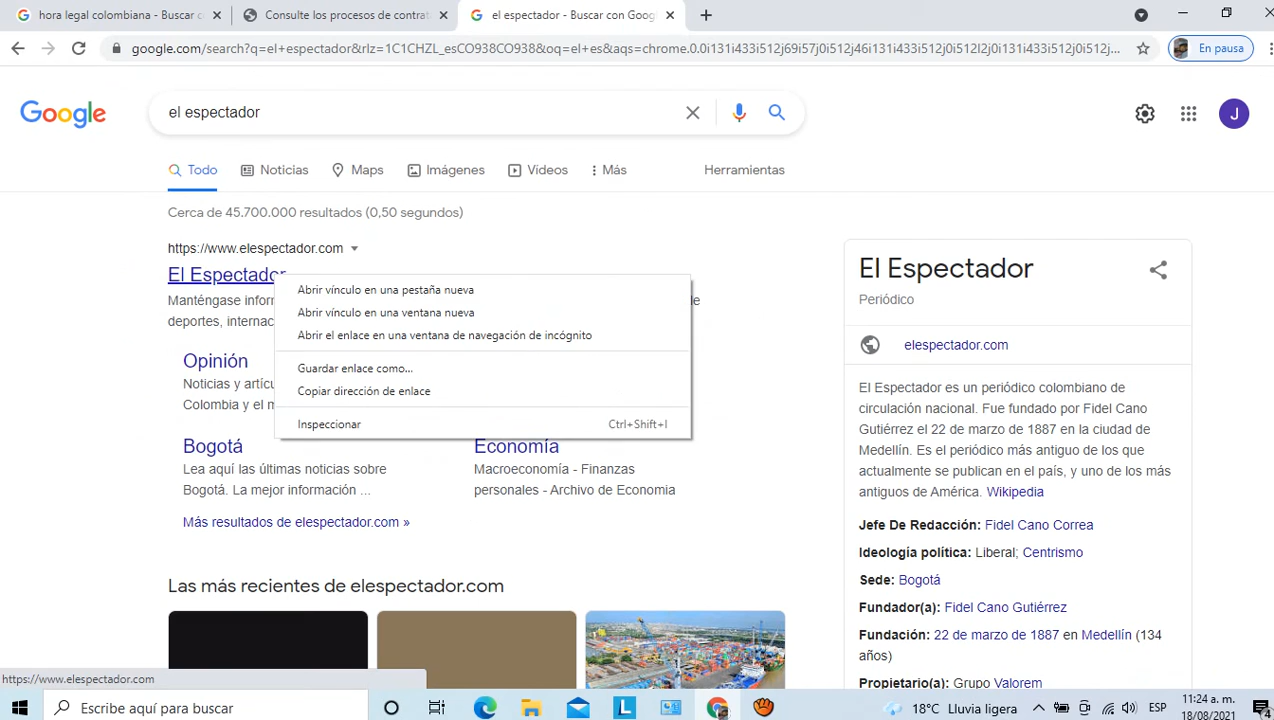 hora legal colombiana - Buscar c
Consulte los procesos de contrat
el espectador - Buscar con Goog
google.com/search?q=el+espectador&rlz=1C1CHZL_esCO938CO938&oq=el+es&aqs=chrome.0.0i131i433i512j69i57j0i512j46i131i433i512j0i512l2j0i131i433i512j0i512j...
En pausa
Google
el espectador
J
Todo
Noticias
Maps
Imágenes
Videos
Más
Herramientas
Cerca de 45.700.000 resultados (0,50 segundos)
https://www.elespectador.com
El Espectador
Manténgase infor
de
deportes, internac
Abrir vínculo en una pestaña nueva
Abrir vínculo en una ventana nueva
Abrir el enlace en una ventana de navegación de incógnito
Guardar enlace como...
Copiar dirección de enlace
Inspeccionar Ctrl+Shift+I
Opinión
Noticias y artícu
Colombia y el m
Bogotá
Lea aquí las últimas noticias sobre
Bogotá. La mejor información ...
Economía
Macroeconomía - Finanzas
personales - Archivo de Economia
Más resultados de elespectador.com »
Las más recientes de elespectador.com
El Espectador
Periódico
elespectador.com
El Espectador es un periódico colombiano de
circulación nacional. Fue fundado por Fidel Cano
Gutiérrez el 22 de marzo de 1887 en la ciudad de
Medellín. Es el periódico más antiguo de los que
actualmente se publican en el país, y uno de los más
antiguos de América. Wikipedia
Jefe De Redacción: Fidel Cano Correa
Ideología política: Liberal; Centrismo
Sede: Bogotá
Fundador(a): Fidel Cano Gutiérrez
Fundación: 22 de marzo de 1887 en Medellín (134
años)
Propietario(a): Grupo Valorem
https://www.elespectador.com
Escribe aquí para buscar
L
18°C Lluvia ligera
ESP
11:24 a. m.
18/08/2021
4